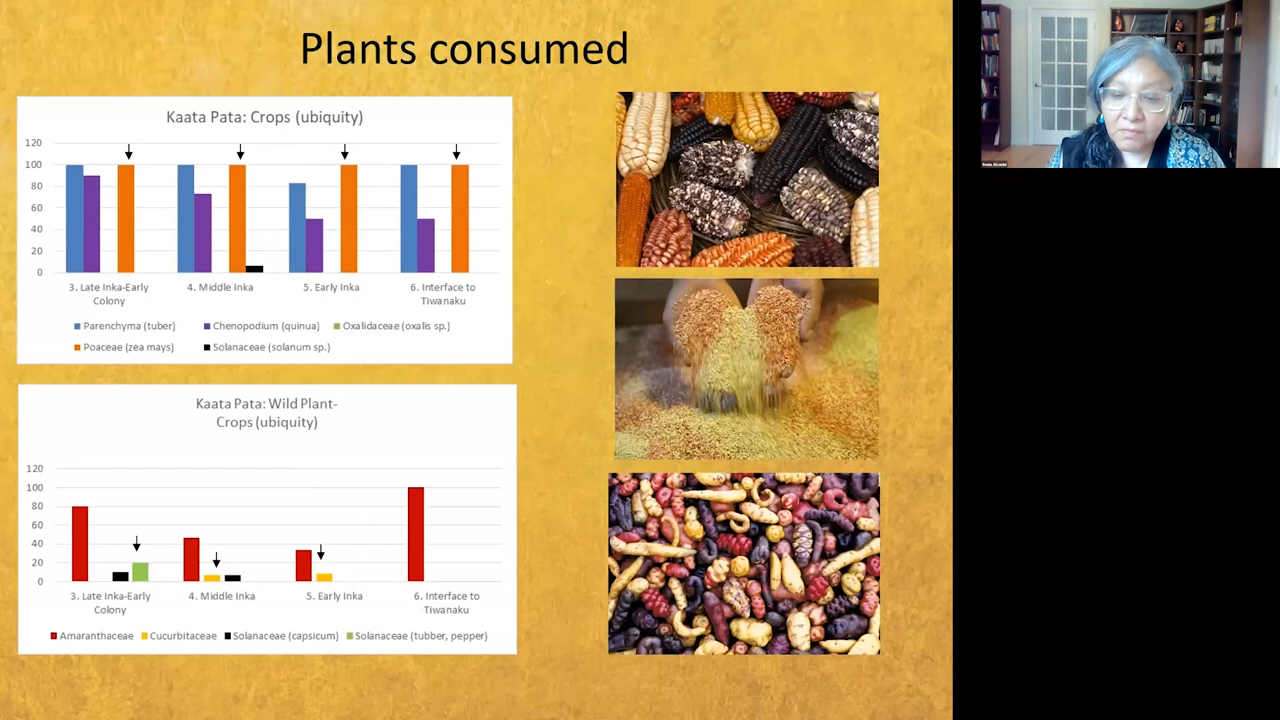 Plants consumed
Kaata Pata: Crops (ubiquity)
120
100
80
60
40
20
0
3. Late Inka-Early
Colony
4. Middle Inka
5. Early Inka
6. Interface to
Tiwanaku
Parenchyma (tuber)
Chenopodium (quinua)
Oxalidaceae (oxalis sp.)
Poaceae (zea mays)
Solanaceae (solanum sp.)
Kaata Pata: Wild Plant-
Crops (ubiquity)
120
100
80
60
40
20
0
3. Late Inka-Early
Colony
4. Middle Inka
5. Early Inka
6. Interface to
Tiwanaku
Amaranthaceae
Cucurbitaceae
Solanaceae (capsicum)
Solanaceae (tubber, pepper)